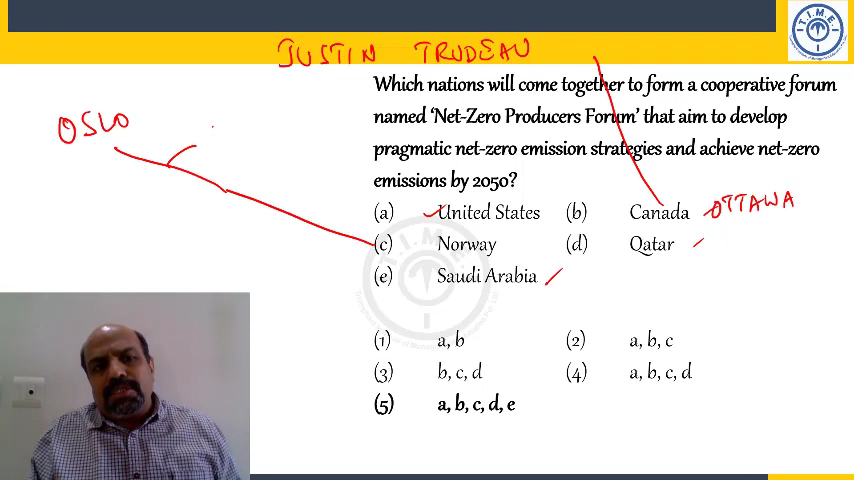 T.I.M.E.
JUSTIN TRUDEAU
Which nations will come together to form a cooperative forum
named ‘Net-Zero Producers Forum’ that aim to develop
pragmatic net-zero emission strategies and achieve net-zero
emissions by 2050?
OSLO
(a) United States (b) Canada OTTAWA
(c) Norway (d) Qatar
(e) Saudi Arabia
T.I.M.E.
(1) a, b (2) a, b, c
(3) b, c, d (4) a, b, c, d
(5) a, b, c, d, e